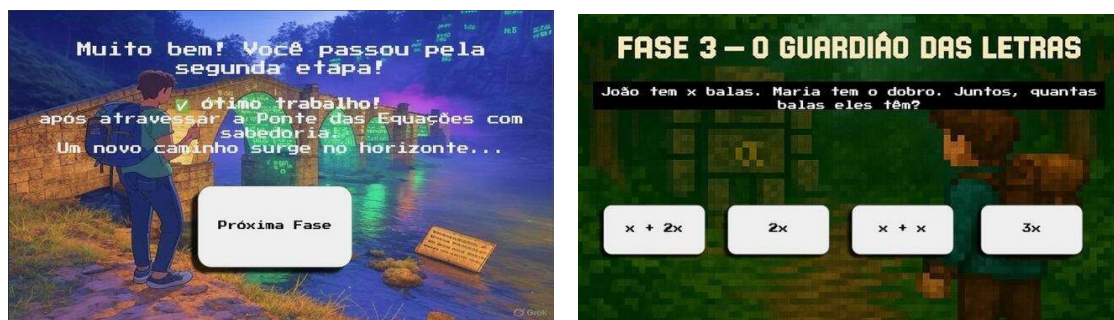 Muito bem! Você passou pela
segunda etapa!
✅ ótimo trabalho!
após atravessar a Ponte das Equações com
sabedoria.
Um novo caminho surge no horizonte...
Próxima Fase
Grok
FASE 3 – O GUARDIÃO DAS LETRAS
João tem x balas. Maria tem o dobro. Juntos, quantas
balas eles têm?
x + 2x
2x
x + x
3x